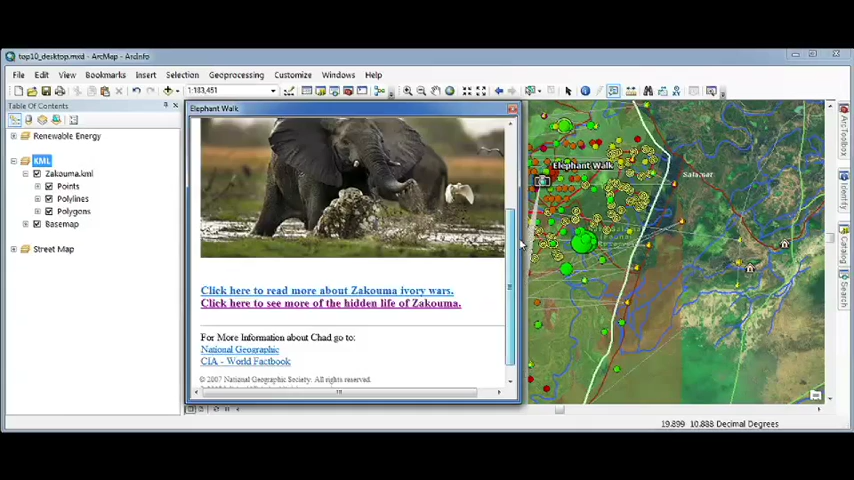 top10_desktop.mxd - ArcMap - ArcInfo
File Edit View Bookmarks Insert Selection Geoprocessing Customize Windows Help
1:183,451
Table Of Contents
Renewable Energy
KML
Zakouma.kml
Points
Polylines
Polygons
Basemap
Street Map
Elephant Walk
Click here to read more about Zakouma ivory wars.
Click here to see more of the hidden life of Zakouma.
For More Information about Chad go to:
National Geographic
CIA - World Factbook
© 2007 National Geographic Society. All rights reserved.
Elephant Walk
ArcToolbox
Identify
Catalog
Search
19.899 10.888 Decimal Degrees